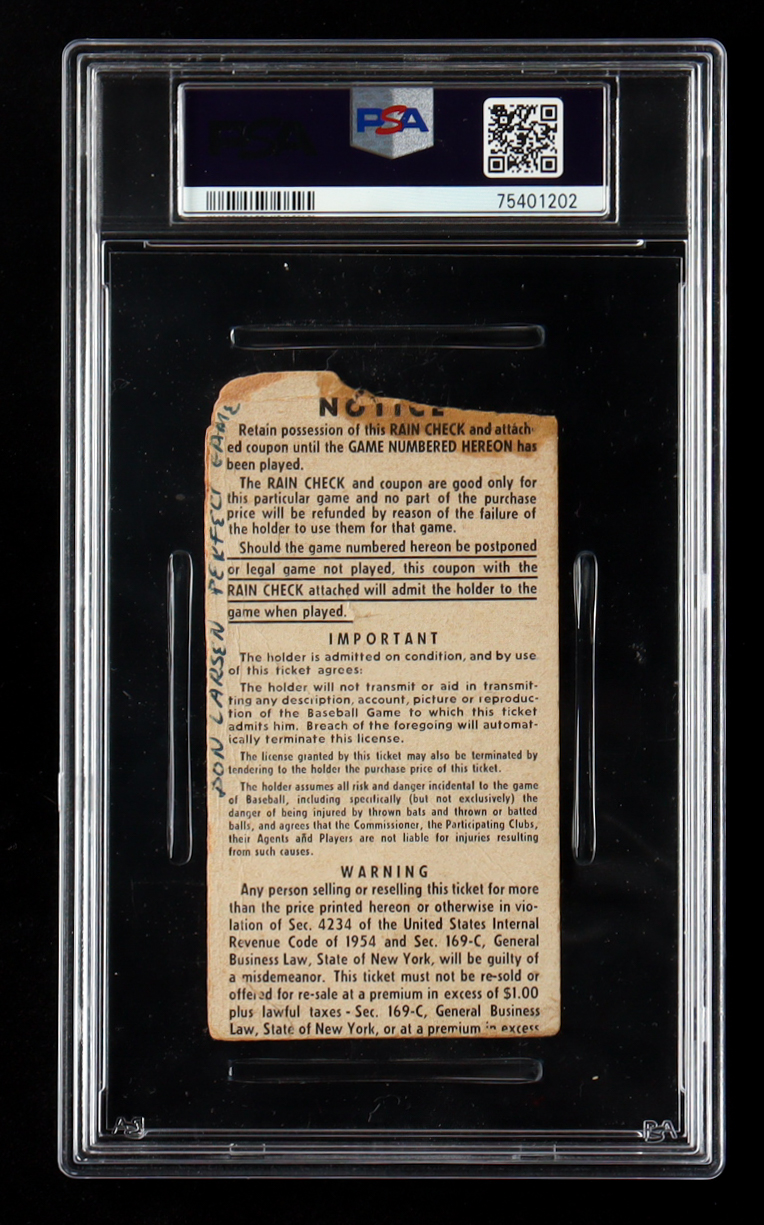 PSA
PSA
75401202
NOTICE
Retain possession of this RAIN CHECK and attach-
ed coupon until the GAME NUMBERED HEREON has
been played.
The RAIN CHECK and coupon are good only for
this particular game and no part of the purchase
price will be refunded by reason of the failure of
the holder to use them for that game.
Should the game numbered hereon be postponed
or legal game not played, this coupon with the
RAIN CHECK attached will admit the holder to the
game when played.
IMPORTANT
The holder is admitted on condition, and by use
of this ticket agrees:
The holder will not transmit or aid in transmit-
ting any description, account, picture or reproduc-
tion of the Baseball Game to which this ticket
admits him. Breach of the foregoing will automat-
ically terminate this license.
The license granted by this ticket may also be terminated by
tendering to the holder the purchase price of this ticket.
The holder assumes all risk and danger incidental to the game
of Baseball, including specifically (but not exclusively) the
danger of being injured by thrown bats and thrown or batted
balls, and agrees that the Commissioner, the Participating Clubs,
their Agents and Players are not liable for injuries resulting
from such causes.
WARNING
Any person selling or reselling this ticket for more
than the price printed hereon or otherwise in vio-
lation of Sec. 4234 of the United States Internal
Revenue Code of 1954 and Sec. 169-C, General
Business Law, State of New York, will be guilty of
a misdemeanor. This ticket must not be re-sold or
offered for re-sale at a premium in excess of $1.00
plus lawful taxes - Sec. 169-C, General Business
Law, State of New York, or at a premium in excess
DON LARSEN PERFECT GAME